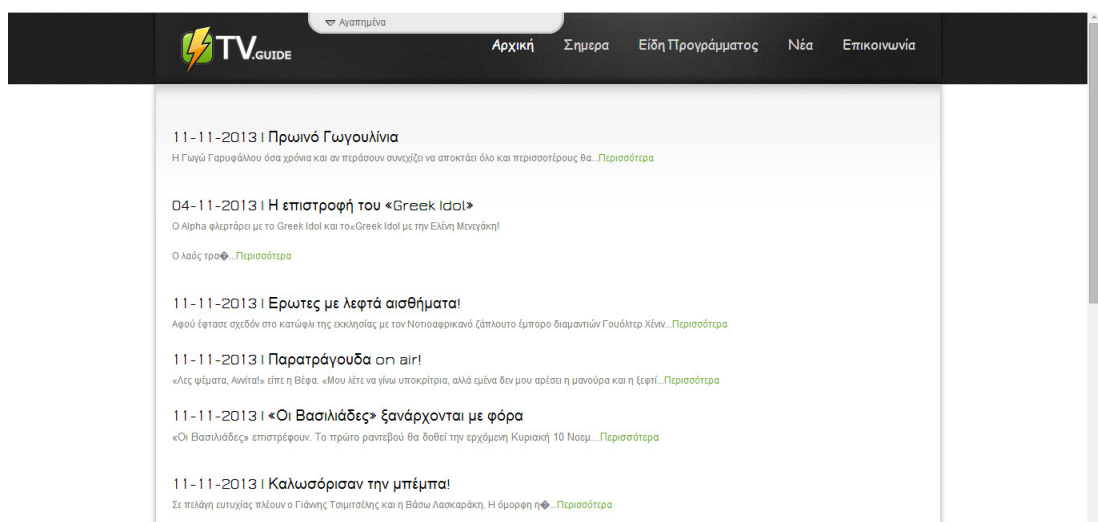 Αγαπημένα
TV.GUIDE
Αρχική Σημερα Είδη Προγράμματος Νέα Επικοινωνία
11-11-2013 | Πρωινό Γωγουλίνια
Η Γωγώ Γαρυφάλλου όσα χρόνια και αν περάσουν συνεχίζει να αποκτάει όλο και περισσοτέρους θα...Περισσότερα
04-11-2013 | Η επιστροφή του «Greek Idol»
Ο Alpha φλερτάρει με το Greek Idol και το«Greek Idol με την Ελένη Μενεγάκη!
Ο λαός τρα�...Περισσότερα
11-11-2013 | Ερωτες με λεφτά αισθήματα!
Αφού έφτασε σχεδόν στο κατώφλι της εκκλησίας με τον Νοτιοαφρικανό ζάπλουτο έμπορο διαμαντιών Γουόλτερ Χένιν...Περισσότερα
11-11-2013 | Παρατράγουδα on air!
«Λες ψέματα, Αννίτα!» είπε η Βέφα. «Μου λέτε να γίνω υποκρίτρια, αλλά εμένα δεν μου αρέσει η μανούρα και η ξεφτί...Περισσότερα
11-11-2013 | «Οι Βασιλιάδες» ξανάρχονται με φόρα
«Οι Βασιλιάδες» επιστρέφουν. Το πρώτο ραντεβού θα δοθεί την ερχόμενη Κυριακή 10 Νοεμ...Περισσότερα
11-11-2013 | Καλωσόρισαν την μπέμπα!
Σε πελάγη ευτυχίας πλέουν ο Γιάννης Τσιμιτσέλης και η Βάσω Λασκαράκη. Η όμορφη η�...Περισσότερα